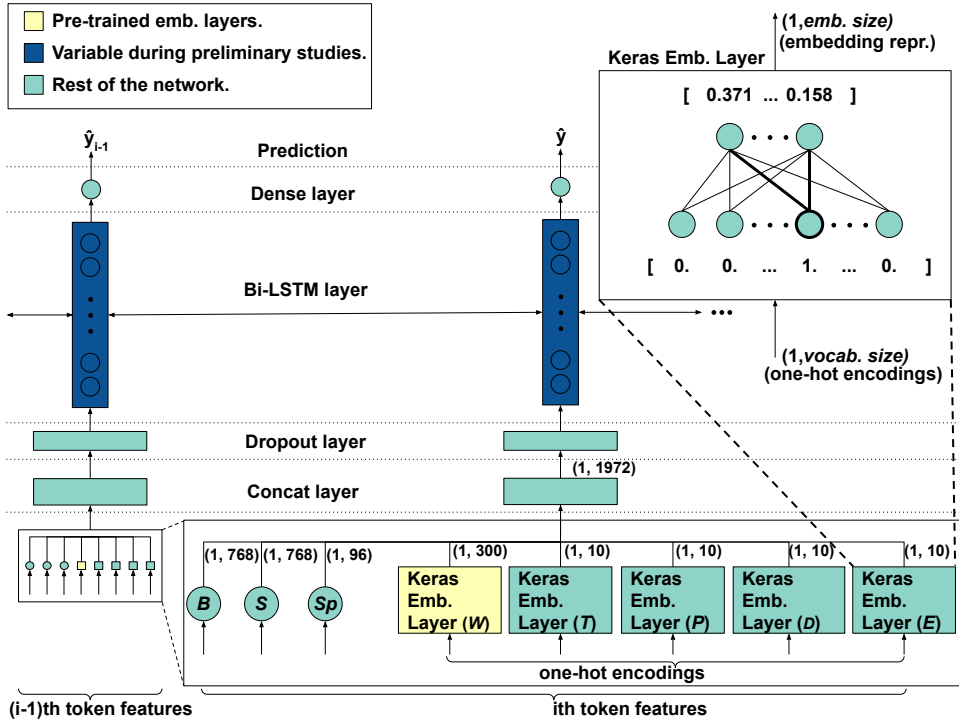 Pre-trained emb. layers.
Variable during preliminary studies.
Rest of the network.
(1,emb. size)
(embedding repr.)
Keras Emb. Layer
[ 0.371 ... 0.158 ]
[ 0. 0. ... 1. ... 0. ]
(1,vocab. size)
(one-hot encodings)
ŷi-1
ŷ
Prediction
Dense layer
Bi-LSTM layer
...
Dropout layer
(1, 1972)
Concat layer
(1, 768)
(1, 768)
(1, 96)
(1, 300)
(1, 10)
(1, 10)
(1, 10)
(1, 10)
B
S
Sp
Keras
Emb.
Layer (W)
Keras
Emb.
Layer (T)
Keras
Emb.
Layer (P)
Keras
Emb.
Layer (D)
Keras
Emb.
Layer (E)
one-hot encodings
(i-1)th token features
ith token features